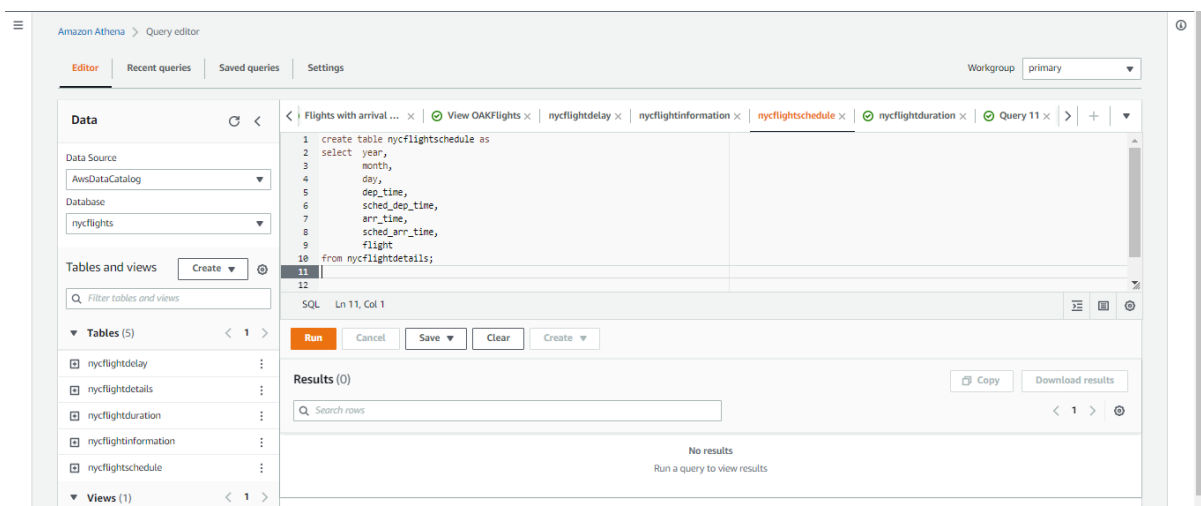 Amazon Athena > Query editor
Editor Recent queries Saved queries Settings
Workgroup primary
Data
Data Source
AwsDataCatalog
Database
nycflights
Tables and views Create
Filter tables and views
Tables (5) < 1 >
nycflightdelay
nycflightdetails
nycflightduration
nycflightinformation
nycflightschedule
Views (1) < 1 >
Flights with arrival ... × View OAKFlights × nycflightdelay × nycflightinformation × nycflightschedule × nycflightduration × Query 11 ×
1 create table nycflightschedule as
2 select year,
3 month,
4 day,
5 dep_time,
6 sched_dep_time,
7 arr_time,
8 sched_arr_time,
9 flight
10 from nycflightdetails;
11
12
SQL Ln 11, Col 1
Run Cancel Save Clear Create
Results (0) Copy Download results
Search rows < 1 >
No results
Run a query to view results